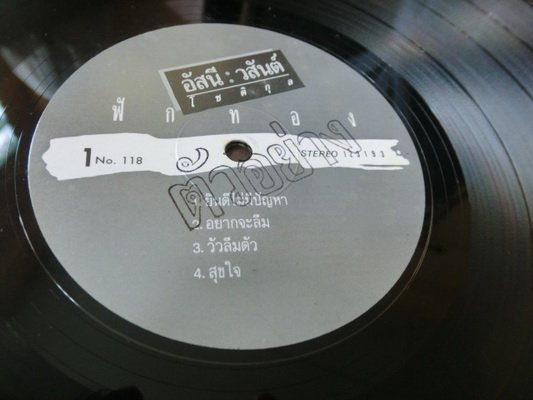 อัสนี : วสันต์
โชติกุล
ฟักทอง
1 No. 118
STEREO
ตัวอย่าง
1. ยินดีไม่มีปัญหา
2. อยากจะลืม
3. วัวลืมตัว
4. สุขใจ